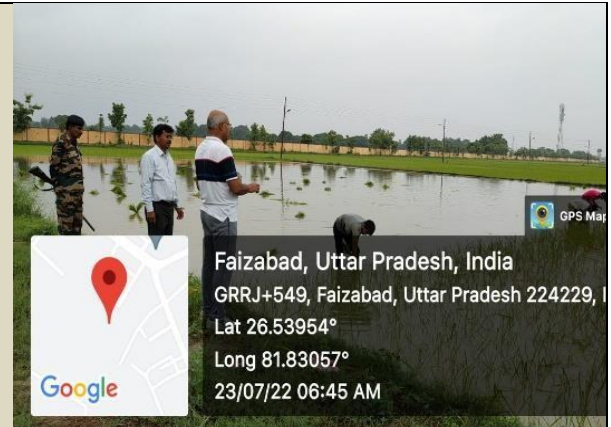 GPS Map
Faizabad, Uttar Pradesh, India
GRRJ+549, Faizabad, Uttar Pradesh 224229, I
Lat 26.53954°
Long 81.83057°
23/07/22 06:45 AM
Google